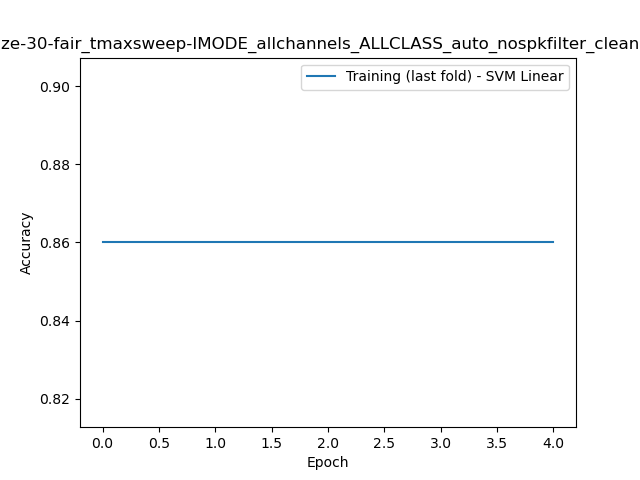 ze-30-fair_tmaxsweep-IMODE_allchannels_ALLCLASS_auto_nospkfilter_clean
Training (last fold) - SVM Linear
0.90
0.88
0.86
0.84
0.82
Accuracy
0.0 0.5 1.0 1.5 2.0 2.5 3.0 3.5 4.0
Epoch